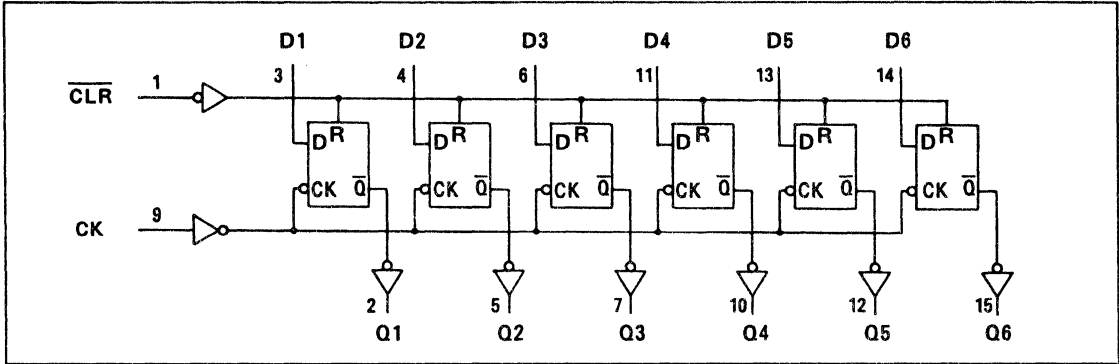 D1 D2 D3 D4 D5 D6
3 4 6 11 13 14
C̅L̅R̅ 1
D R D R D R D R D R D R
CK Q̅ CK Q̅ CK Q̅ CK Q̅ CK Q̅ CK Q̅
CK 9
2 5 7 10 12 15
Q1 Q2 Q3 Q4 Q5 Q6